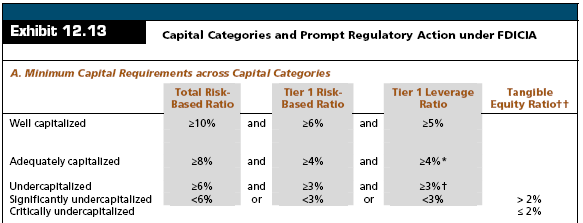 Exhibit 12.13 Capital Categories and Prompt Regulatory Action under FDICIA
A. Minimum Capital Requirements across Capital Categories
Total Risk- Tier 1 Risk- Tier 1 Leverage Tangible
Based Ratio Based Ratio Ratio Equity Ratio††
Well capitalized ≥10% and ≥6% and ≥5%
Adequately capitalized ≥8% and ≥4% and ≥4%*
Undercapitalized ≥6% and ≥3% and ≥3%†
Significantly undercapitalized <6% or <3% or <3% > 2%
Critically undercapitalized ≤ 2%